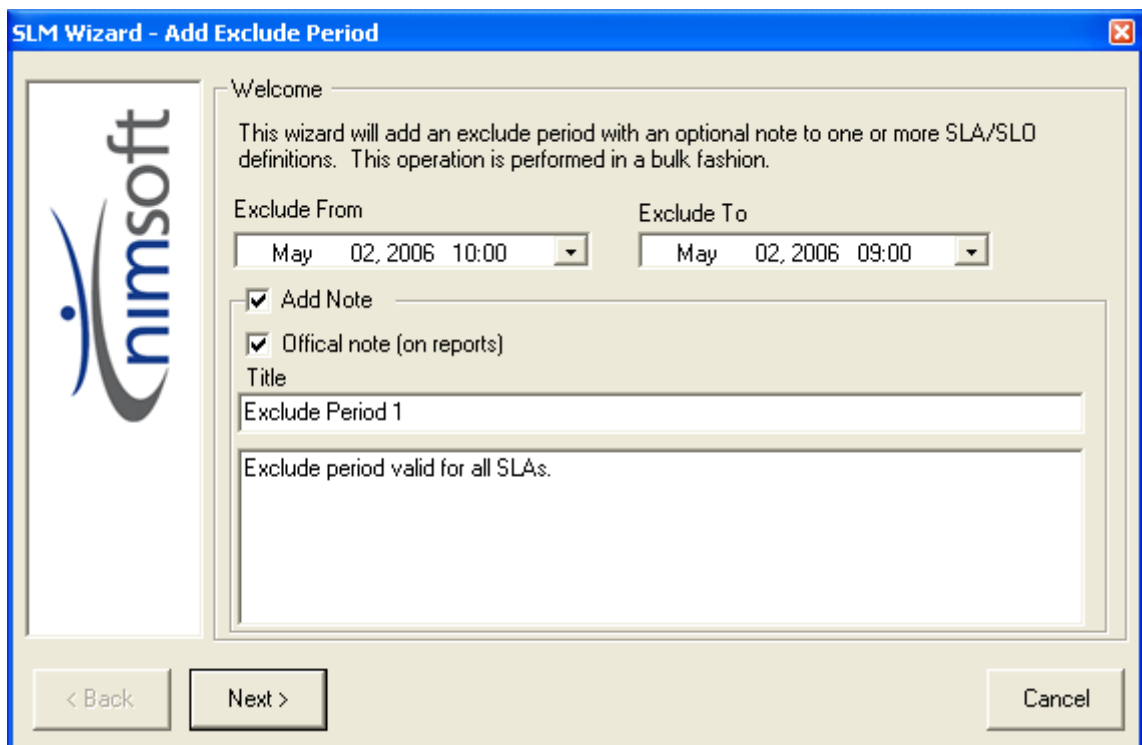 SLM Wizard - Add Exclude Period
nimsoft
Welcome
This wizard will add an exclude period with an optional note to one or more SLA/SLO
definitions. This operation is performed in a bulk fashion.
Exclude From
Exclude To
May 02, 2006 10:00
May 02, 2006 09:00
Add Note
Offical note (on reports)
Title
Exclude Period 1
Exclude period valid for all SLAs.
< Back
Next >
Cancel